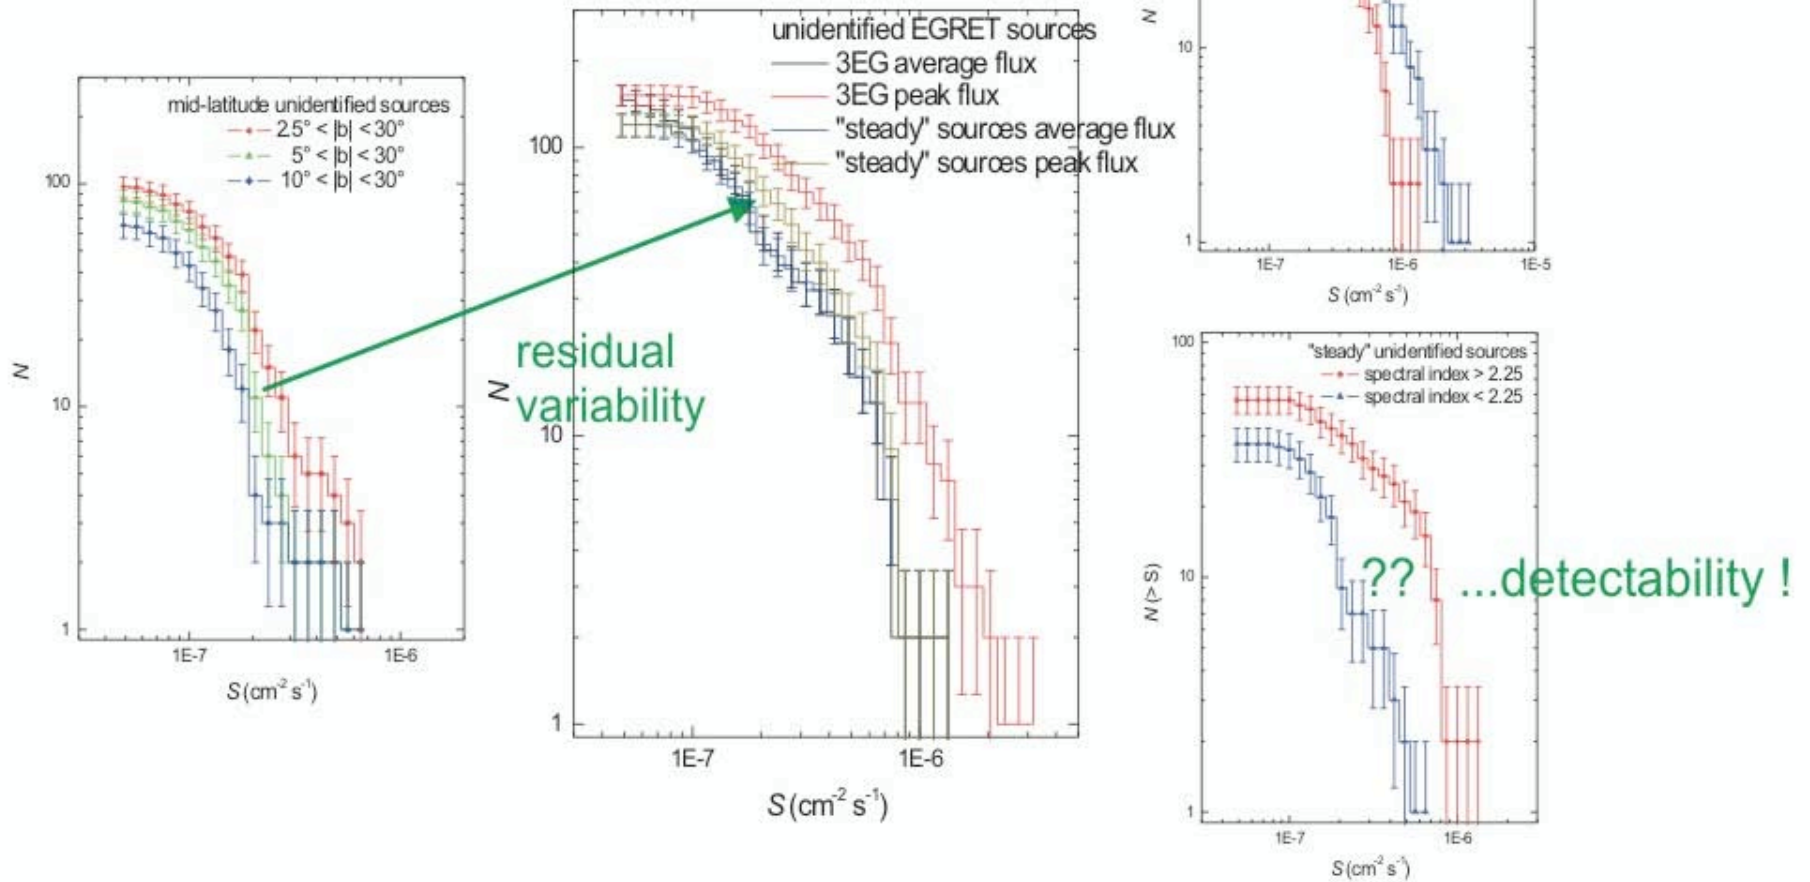 mid-latitude unidentified sources
2.5° < |b| < 30°
5° < |b| < 30°
10° < |b| < 30°
100
10
1
N
1E-7
1E-6
S (cm-2 s-1)
unidentified EGRET sources
3EG average flux
3EG peak flux
"steady" sources average flux
"steady" sources peak flux
100
10
1
N
1E-7
1E-6
S (cm-2 s-1)
residual
variability
N
10
1
1E-7
1E-6
1E-5
S (cm-2 s-1)
"steady" unidentified sources
spectral index > 2.25
spectral index < 2.25
100
10
1
N (> S)
1E-7
1E-6
S (cm-2 s-1)
?? ...detectability !